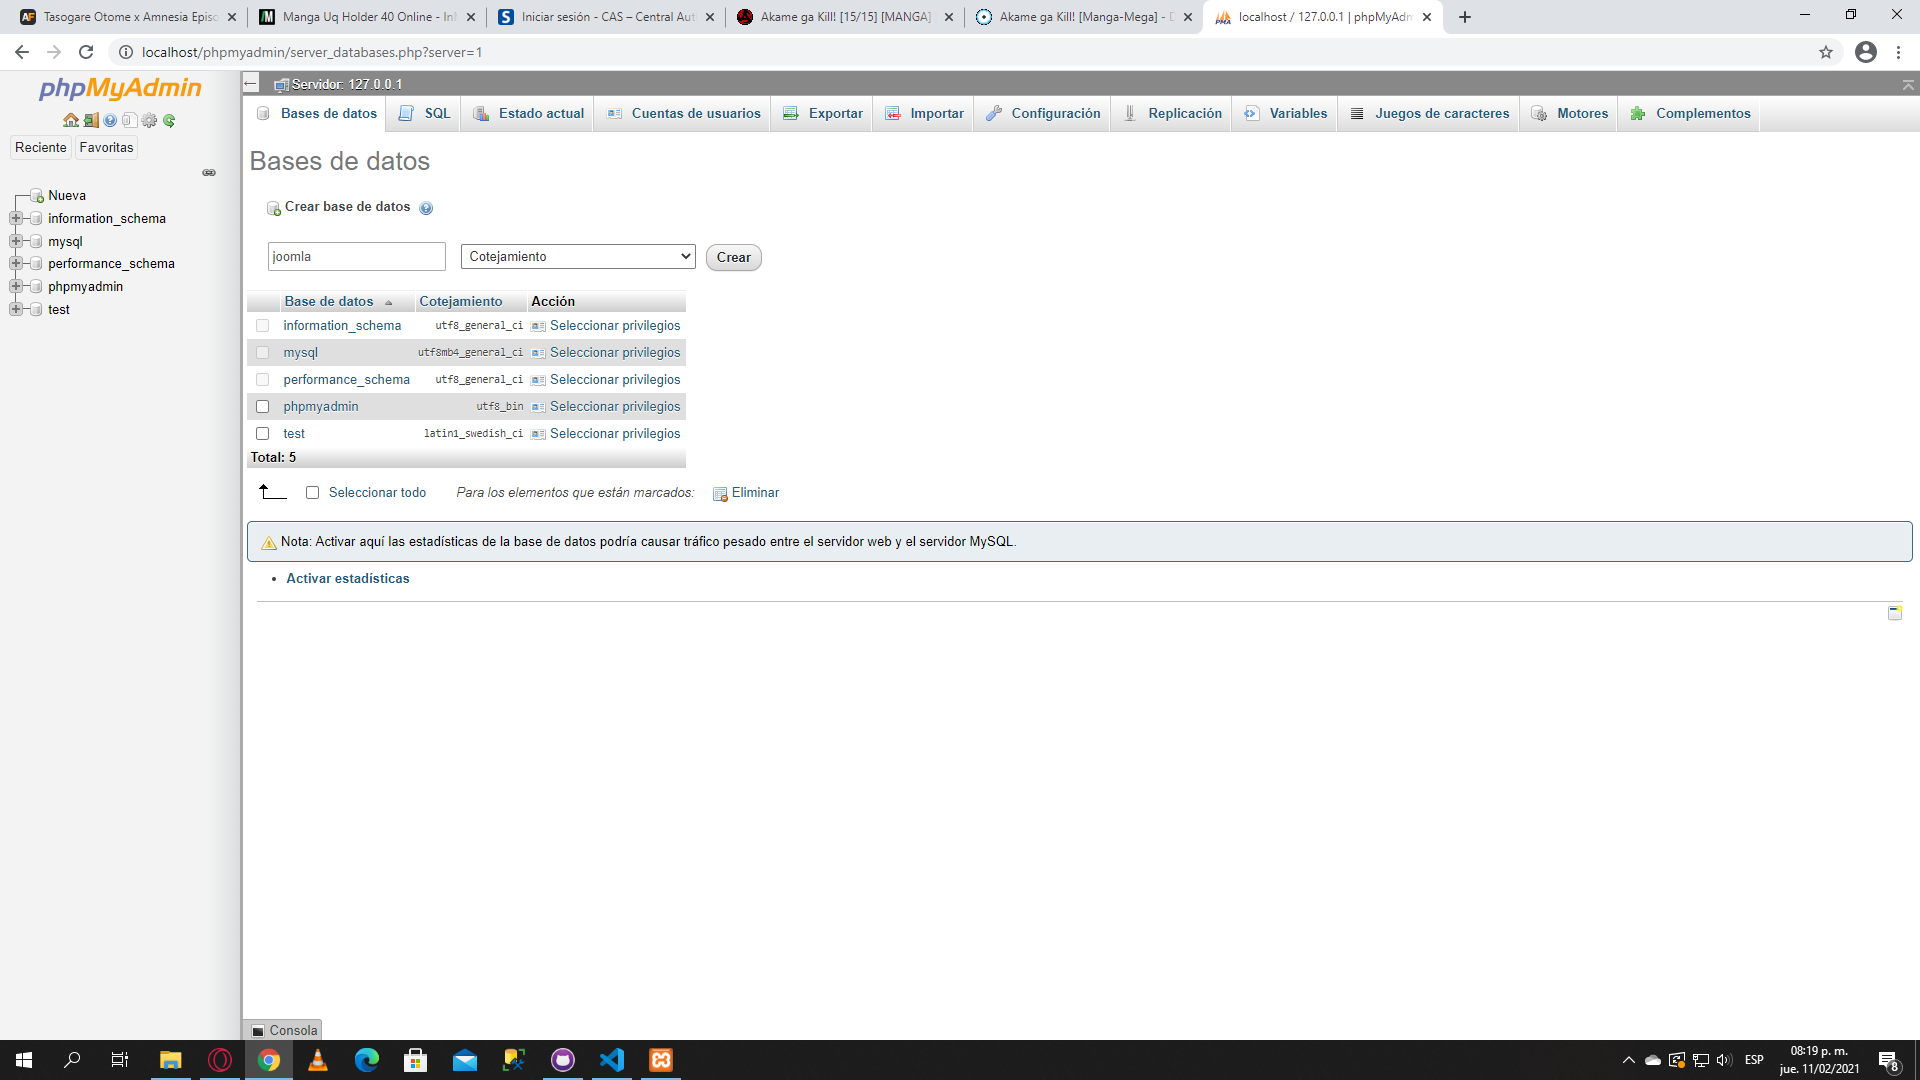 Tasogare Otome x Amnesia Episo
Manga Uq Holder 40 Online - InM
Iniciar sesión - CAS – Central Aut
Akame ga Kill! [15/15] [MANGA]
Akame ga Kill! [Manga-Mega] - D
localhost / 127.0.0.1 | phpMyAdm
localhost/phpmyadmin/server_databases.php?server=1
phpMyAdmin
Reciente
Favoritas
Nueva
information_schema
mysql
performance_schema
phpmyadmin
test
Servidor: 127.0.0.1
Bases de datos
SQL
Estado actual
Cuentas de usuarios
Exportar
Importar
Configuración
Replicación
Variables
Juegos de caracteres
Motores
Complementos
Bases de datos
Crear base de datos
joomla
Cotejamiento
Crear
Base de datos Cotejamiento Acción
information_schema utf8_general_ci Seleccionar privilegios
mysql utf8mb4_general_ci Seleccionar privilegios
performance_schema utf8_general_ci Seleccionar privilegios
phpmyadmin utf8_bin Seleccionar privilegios
test latin1_swedish_ci Seleccionar privilegios
Total: 5
Seleccionar todo Para los elementos que están marcados: Eliminar
Nota: Activar aquí las estadísticas de la base de datos podría causar tráfico pesado entre el servidor web y el servidor MySQL.
Activar estadísticas
Consola
ESP
08:19 p. m.
jue. 11/02/2021
8